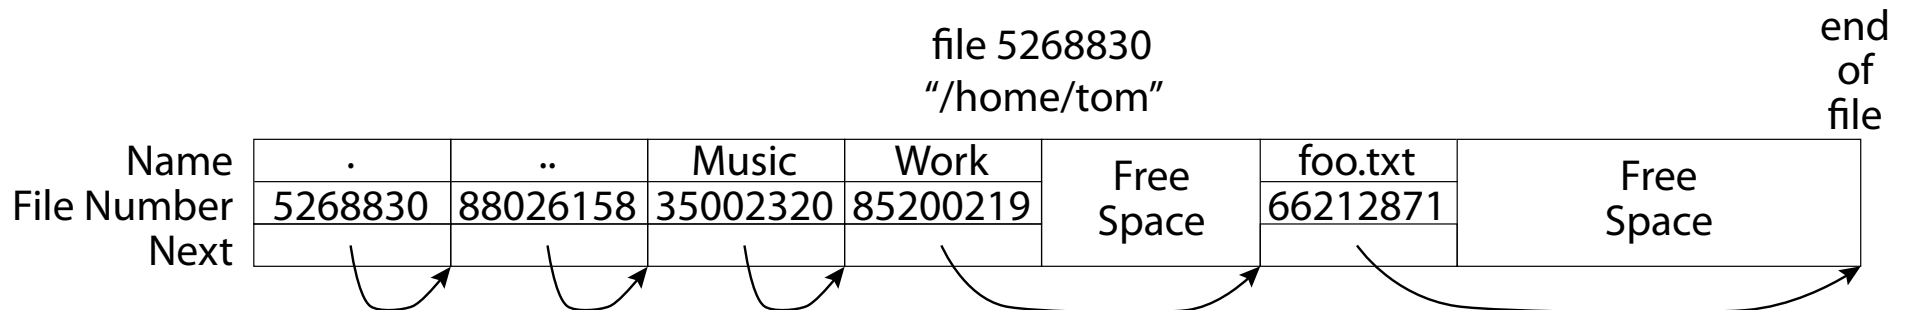 file 5268830
“/home/tom”
end
of
file
Name . .. Music Work Free Space foo.txt Free Space
File Number 5268830 88026158 35002320 85200219 66212871
Next